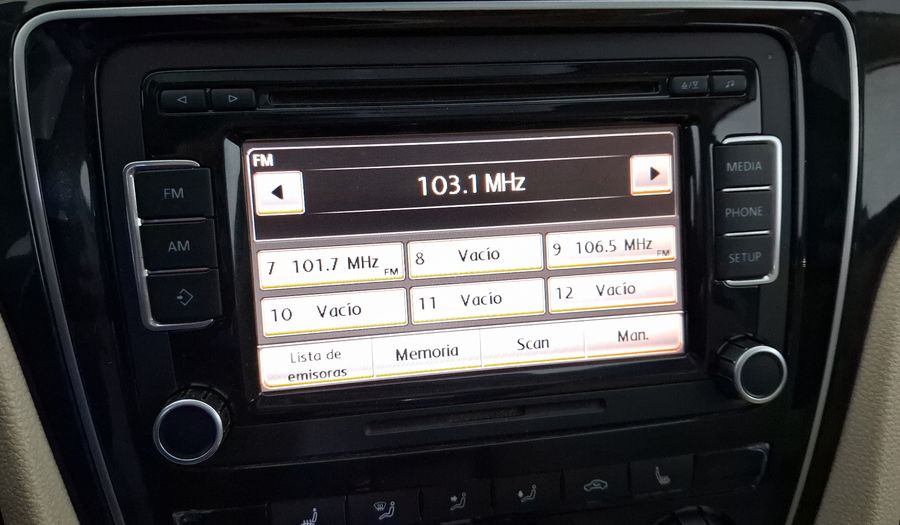 FM
103.1 MHz
FM
AM
MEDIA
PHONE
SETUP
7 101.7 MHz FM
8 Vacío
9 106.5 MHz FM
10 Vacío
11 Vacío
12 Vacío
Lista de
emisoras
Memoria
Scan
Man.